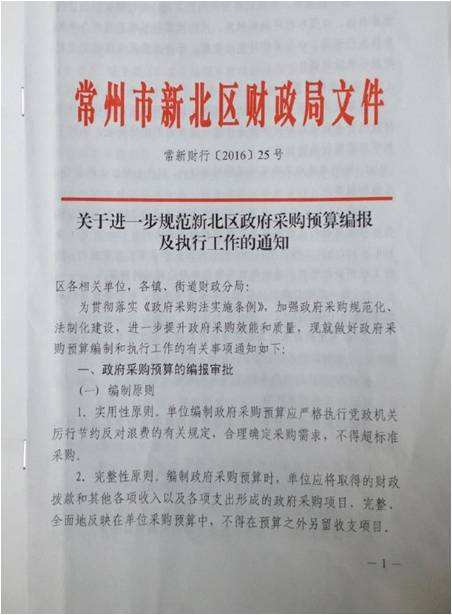 常州市新北区财政局文件
常新财行〔2016〕25号
关于进一步规范新北区政府采购预算编报
及执行工作的通知
区各相关单位，各镇、街道财政分局：
为贯彻落实《政府采购法实施条例》，加强政府采购规范化、
法制化建设，进一步提升政府采购效能和质量，现就做好政府采
购预算编制和执行工作的有关事项通知如下：
一、政府采购预算的编报审批
（一）编制原则
1．实用性原则。单位编制政府采购预算应严格执行党政机关
厉行节约反对浪费的有关规定，合理确定采购需求，不得超标准
采购。
2．完整性原则。编制政府采购预算时，单位应将取得的财政
拨款和其他各项收入以及各项支出形成的政府采购项目，完整、
全面地反映在单位采购预算中，不得在预算之外另留收支项目。
—1—